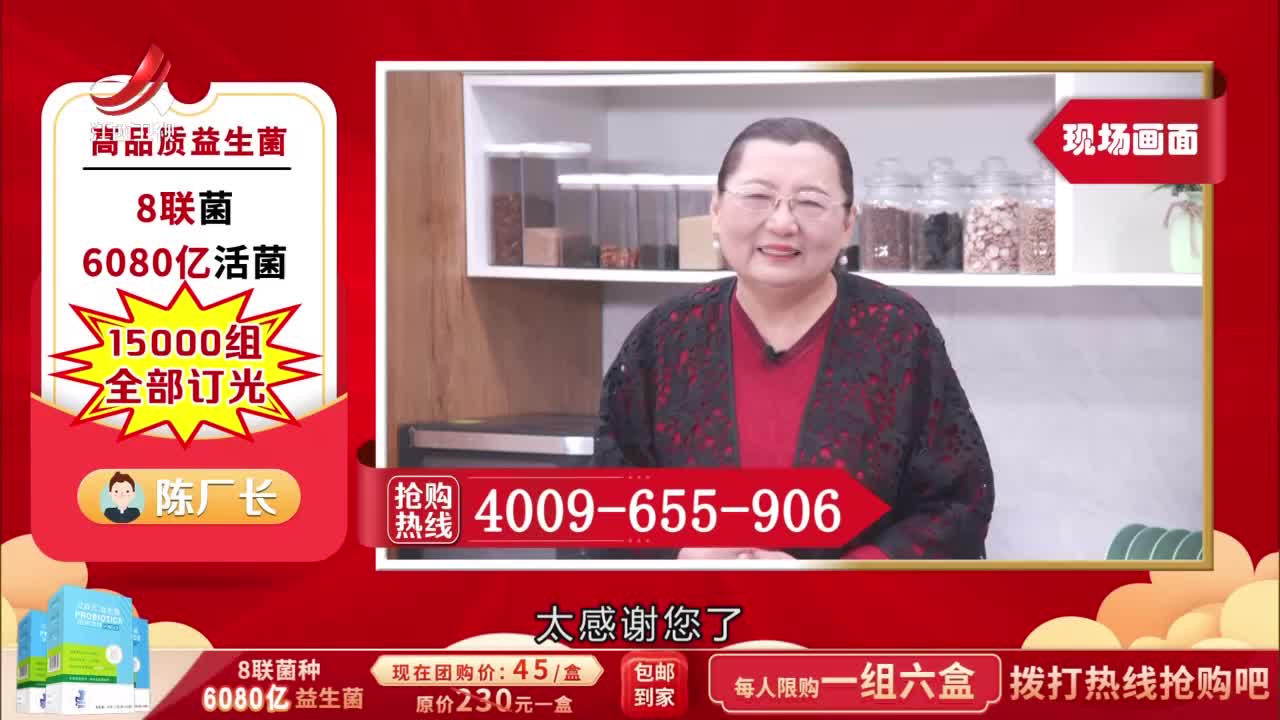 高品质益生菌
8联菌
6080亿活菌
15000组
全部订光
陈厂长
现场画面
抢购
热线
4009-655-906
太感谢您了
PROBIOTICS
8联菌种
6080亿益生菌
现在团购价：45/盒
原价230元一盒
包邮
到家
每人限购一组六盒
拨打热线抢购吧